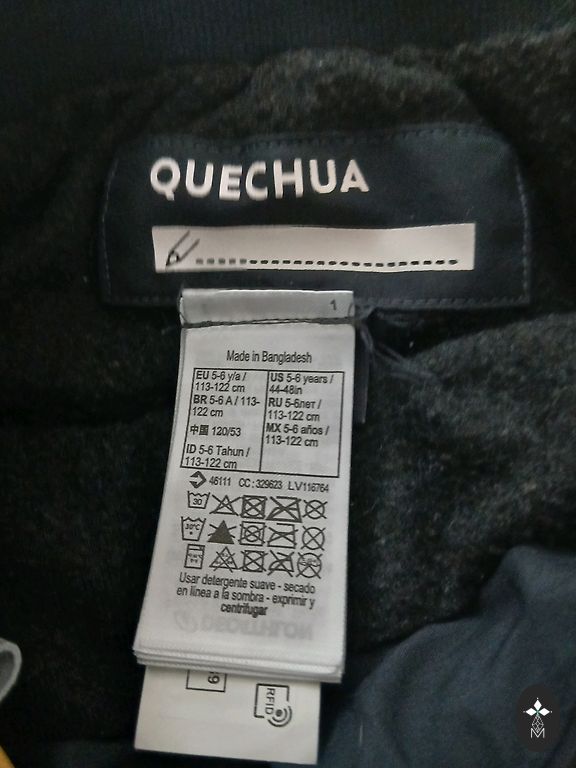 QUECHUA
1
Made in Bangladesh
EU 5-6 y/a /
113-122 cm
BR 5-6 A / 113-
122 cm
中国 120/53
ID 5-6 Tahun /
113-122 cm
US 5-6 years /
44-48in
RU 5-6лет /
113-122 cm
MX 5-6 años /
113-122 cm
46111 CC: 329623 LV116764
30
30°C
Usar detergente suave - secado
en línea a la sombra - exprimir y
centrifugar
DECATHLON
RFID
M